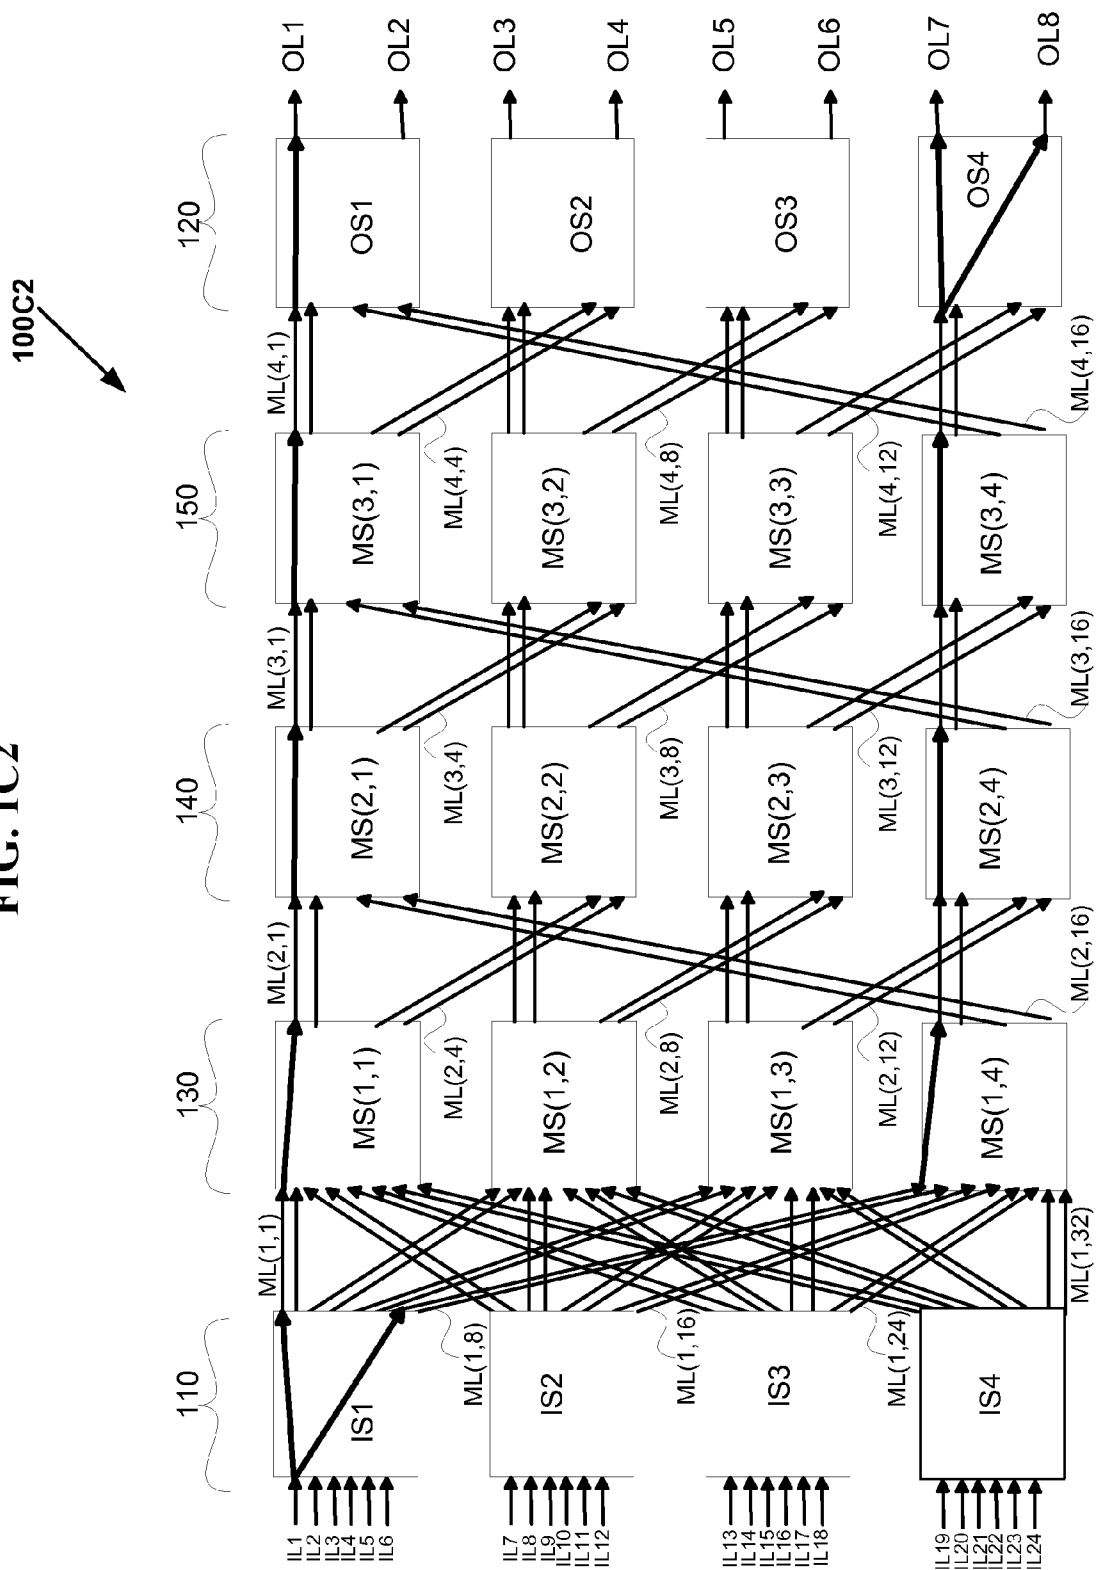 FIG. 1C2
100C2
110
130
140
150
120
IL1
IL2
IL3
IL4
IL5
IL6
IS1
ML(1,1)
MS(1,1)
ML(2,1)
MS(2,1)
ML(3,1)
MS(3,1)
ML(4,1)
OS1
OL1
OL2
ML(1,8)
ML(2,4)
ML(3,4)
ML(4,4)
IL7
IL8
IL9
IL10
IL11
IL12
IS2
MS(1,2)
MS(2,2)
MS(3,2)
OS2
OL3
OL4
ML(1,16)
ML(2,8)
ML(3,8)
ML(4,8)
IL13
IL14
IL15
IL16
IL17
IL18
IS3
MS(1,3)
MS(2,3)
MS(3,3)
OS3
OL5
OL6
ML(1,24)
ML(2,12)
ML(3,12)
ML(4,12)
IL19
IL20
IL21
IL22
IL23
IL24
IS4
MS(1,4)
MS(2,4)
MS(3,4)
OS4
OL7
OL8
ML(1,32)
ML(2,16)
ML(3,16)
ML(4,16)